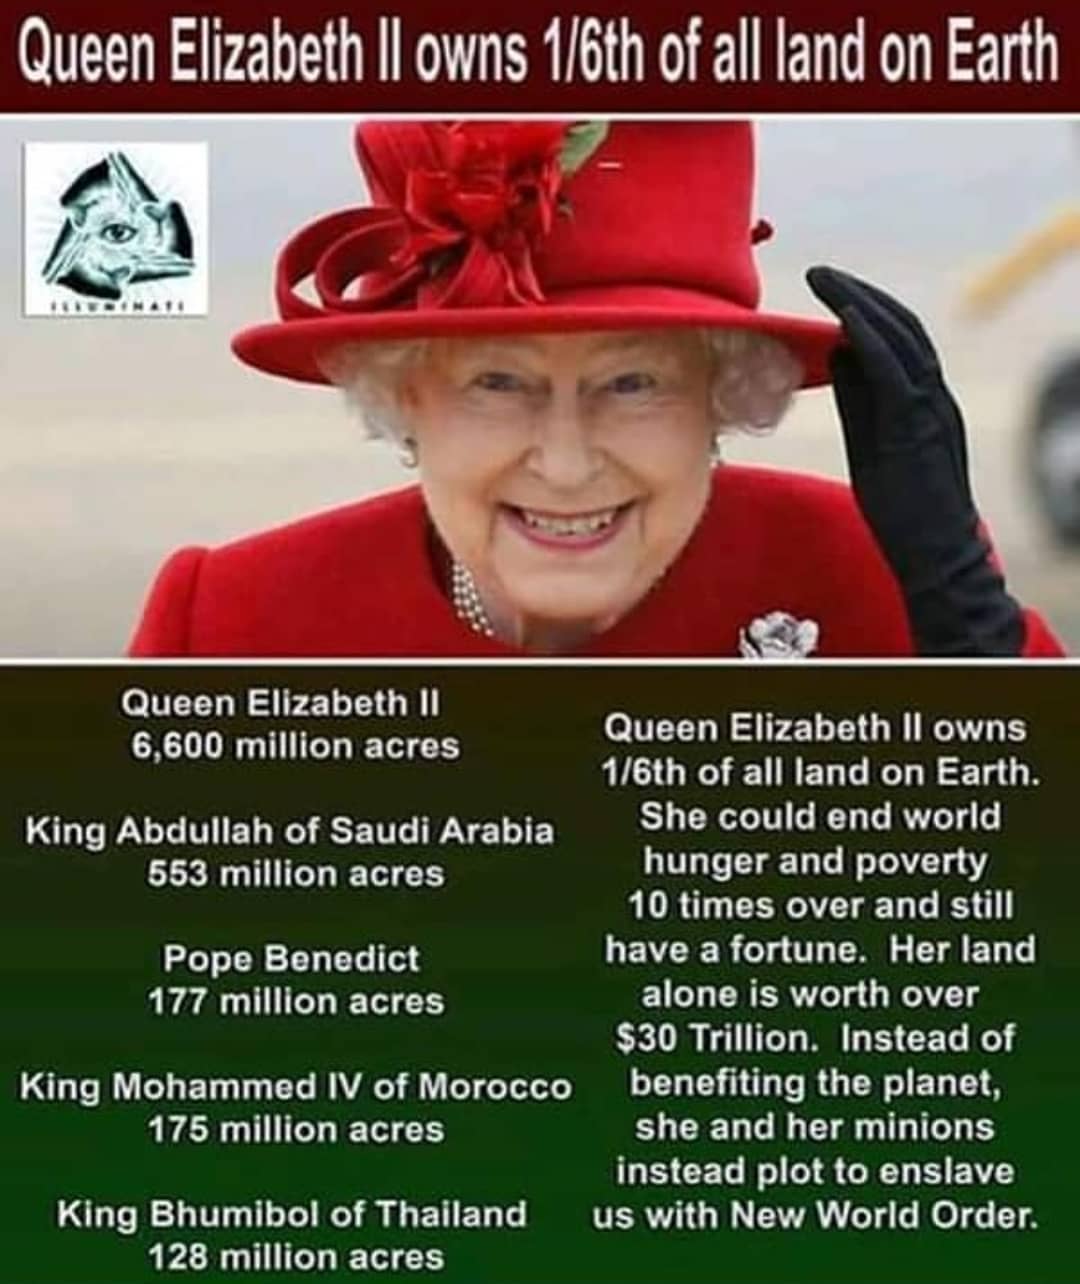 Queen Elizabeth II owns 1/6th of all land on Earth
ILLUMINATI
Queen Elizabeth II
6,600 million acres
King Abdullah of Saudi Arabia
553 million acres
Pope Benedict
177 million acres
King Mohammed IV of Morocco
175 million acres
King Bhumibol of Thailand
128 million acres
Queen Elizabeth II owns
1/6th of all land on Earth.
She could end world
hunger and poverty
10 times over and still
have a fortune. Her land
alone is worth over
$30 Trillion. Instead of
benefiting the planet,
she and her minions
instead plot to enslave
us with New World Order.